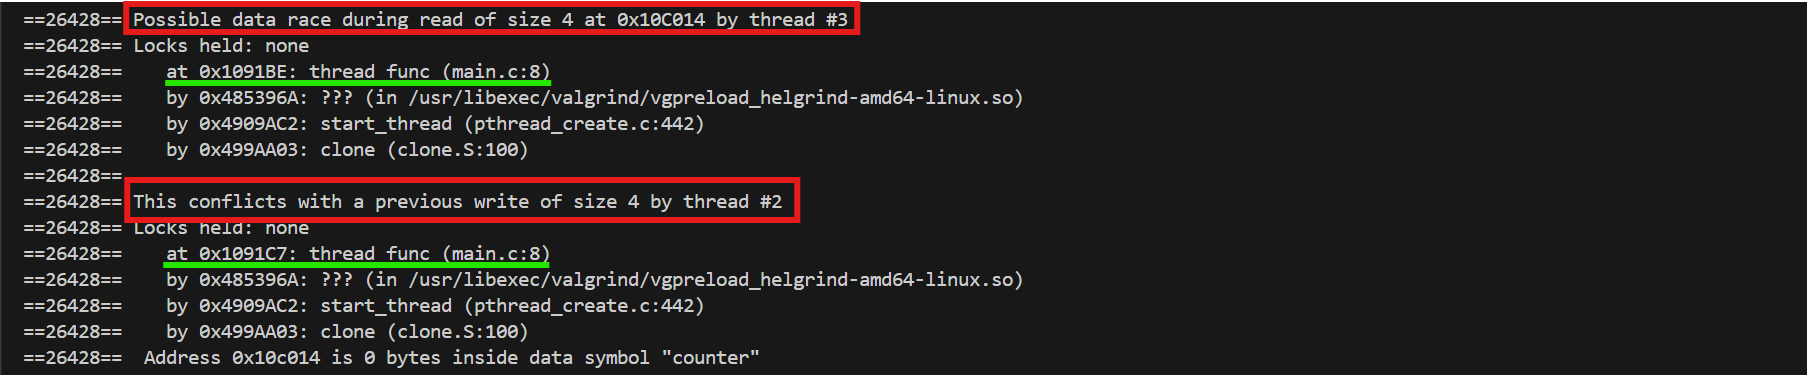 ==26428== Possible data race during read of size 4 at 0x10C014 by thread #3
==26428== Locks held: none
==26428==    at 0x1091BE: thread_func (main.c:8)
==26428==    by 0x485396A: ??? (in /usr/libexec/valgrind/vgpreload_helgrind-amd64-linux.so)
==26428==    by 0x4909AC2: start_thread (pthread_create.c:442)
==26428==    by 0x499AA03: clone (clone.S:100)
==26428==
==26428== This conflicts with a previous write of size 4 by thread #2
==26428== Locks held: none
==26428==    at 0x1091C7: thread_func (main.c:8)
==26428==    by 0x485396A: ??? (in /usr/libexec/valgrind/vgpreload_helgrind-amd64-linux.so)
==26428==    by 0x4909AC2: start_thread (pthread_create.c:442)
==26428==    by 0x499AA03: clone (clone.S:100)
==26428==  Address 0x10c014 is 0 bytes inside data symbol "counter"